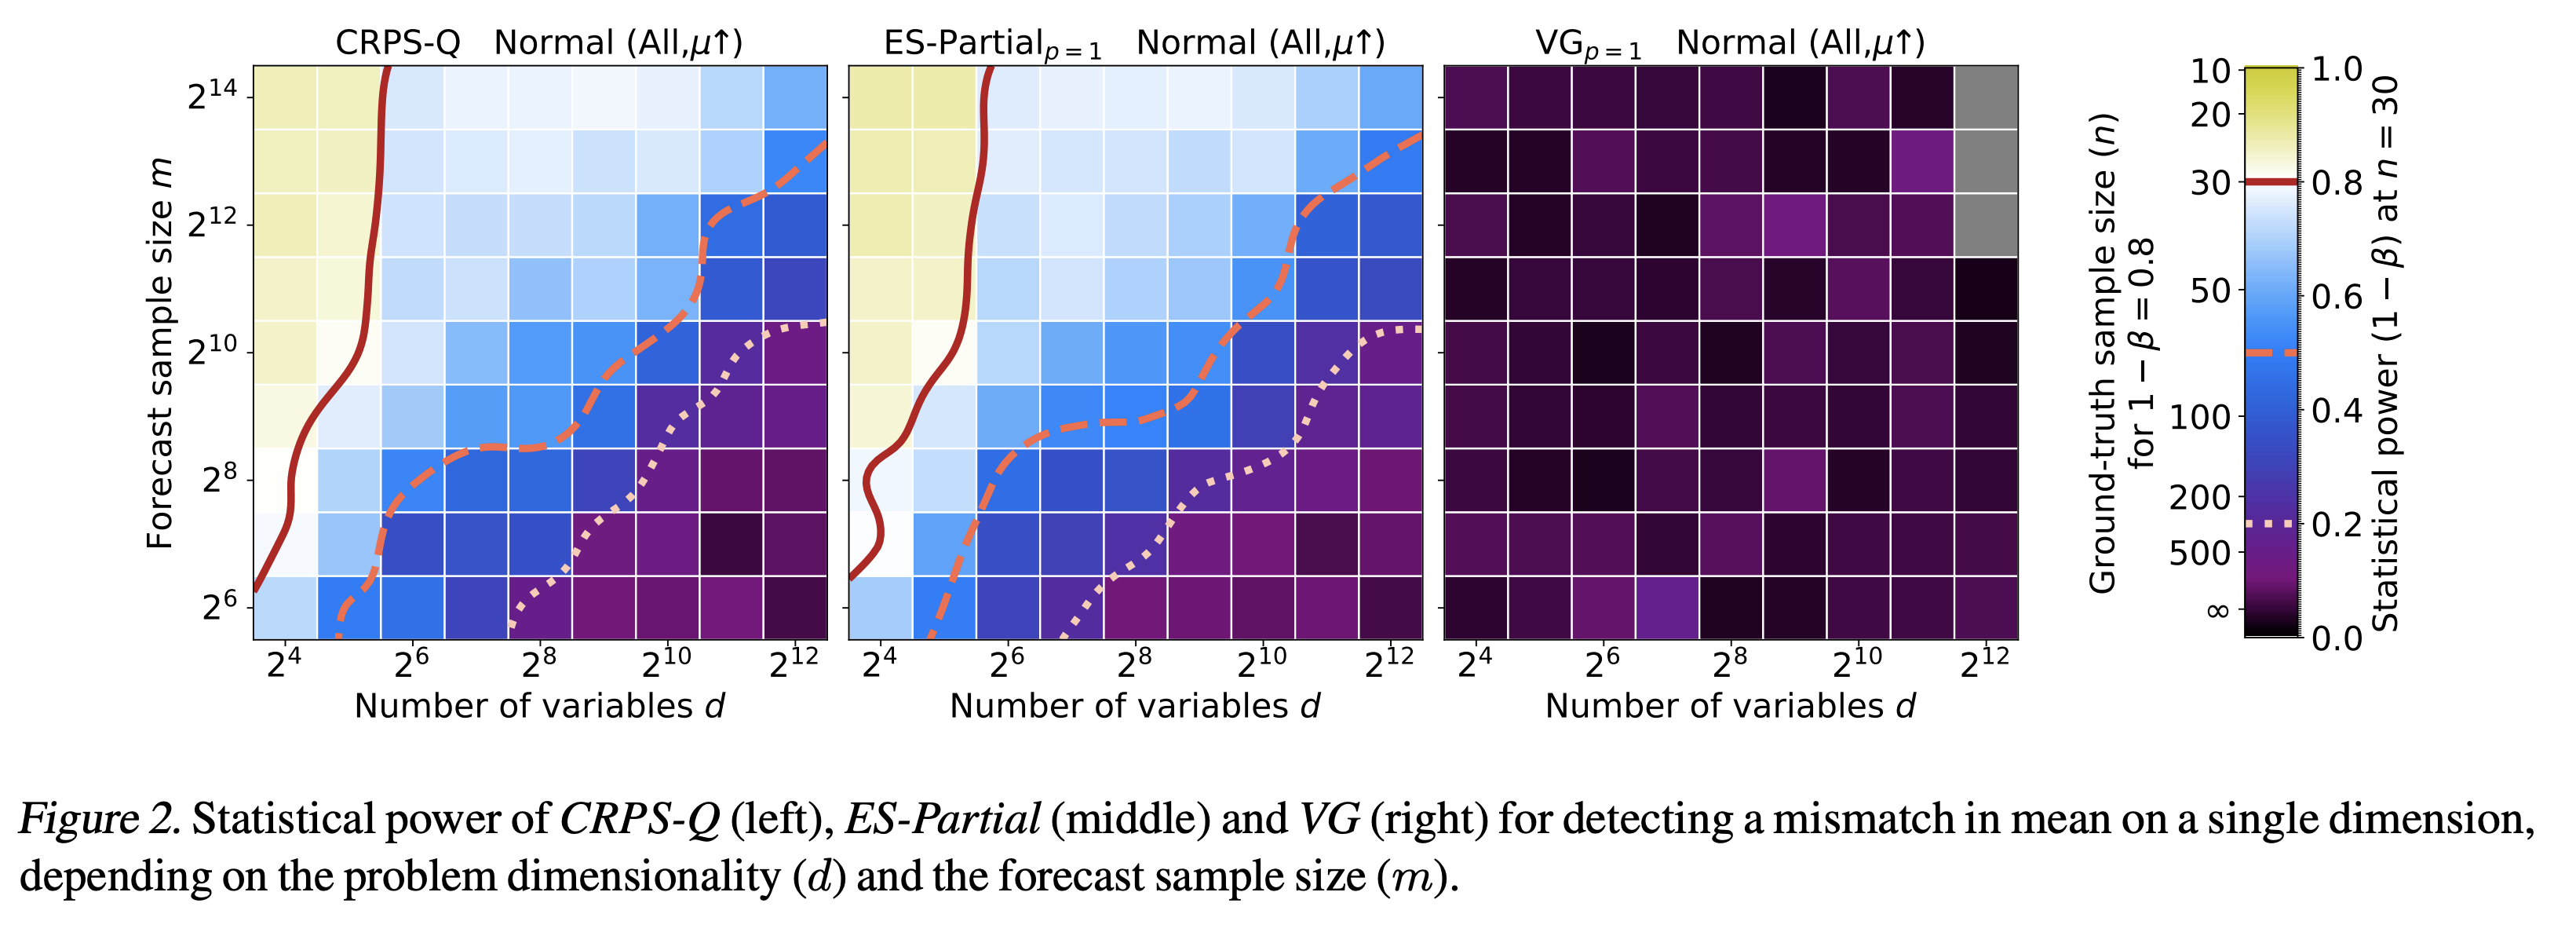 CRPS-Q Normal (All,μ↑)
ES-Partial_{p=1} Normal (All,μ↑)
VG_{p=1} Normal (All,μ↑)
Forecast sample size m
2^14
2^12
2^10
2^8
2^6
2^4 2^6 2^8 2^10 2^12
Number of variables d
2^4 2^6 2^8 2^10 2^12
Number of variables d
2^4 2^6 2^8 2^10 2^12
Number of variables d
Ground-truth sample size (n)
for 1 − β = 0.8
10
20
30
50
100
200
500
∞
1.0
0.8
0.6
0.4
0.2
0.0
Statistical power (1 − β) at n = 30
Figure 2. Statistical power of CRPS-Q (left), ES-Partial (middle) and VG (right) for detecting a mismatch in mean on a single dimension,
depending on the problem dimensionality (d) and the forecast sample size (m).